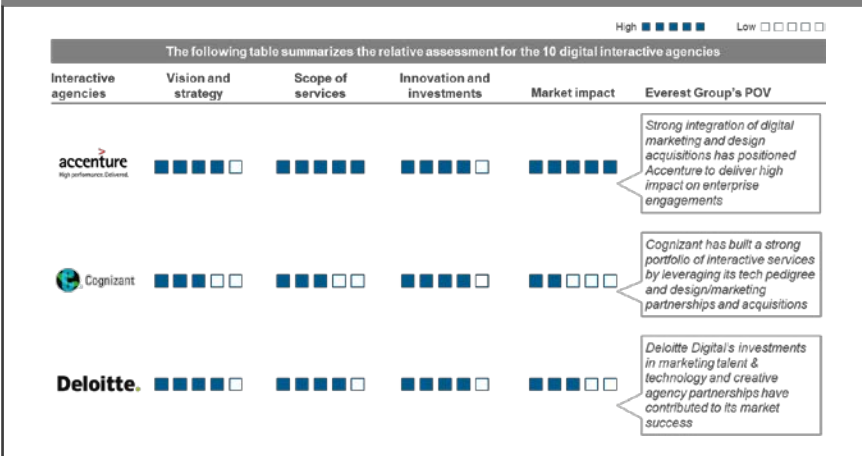 High Low
The following table summarizes the relative assessment for the 10 digital interactive agencies
Interactive agencies
Vision and strategy
Scope of services
Innovation and investments
Market impact
Everest Group's POV
accenture
High performance. Delivered.
Strong integration of digital
marketing and design
acquisitions has positioned
Accenture to deliver high
impact on enterprise
engagements
Cognizant
Cognizant has built a strong
portfolio of interactive services
by leveraging its tech pedigree
and design/marketing
partnerships and acquisitions
Deloitte.
Deloitte Digital's investments
in marketing talent &
technology and creative
agency partnerships have
contributed to its market
success